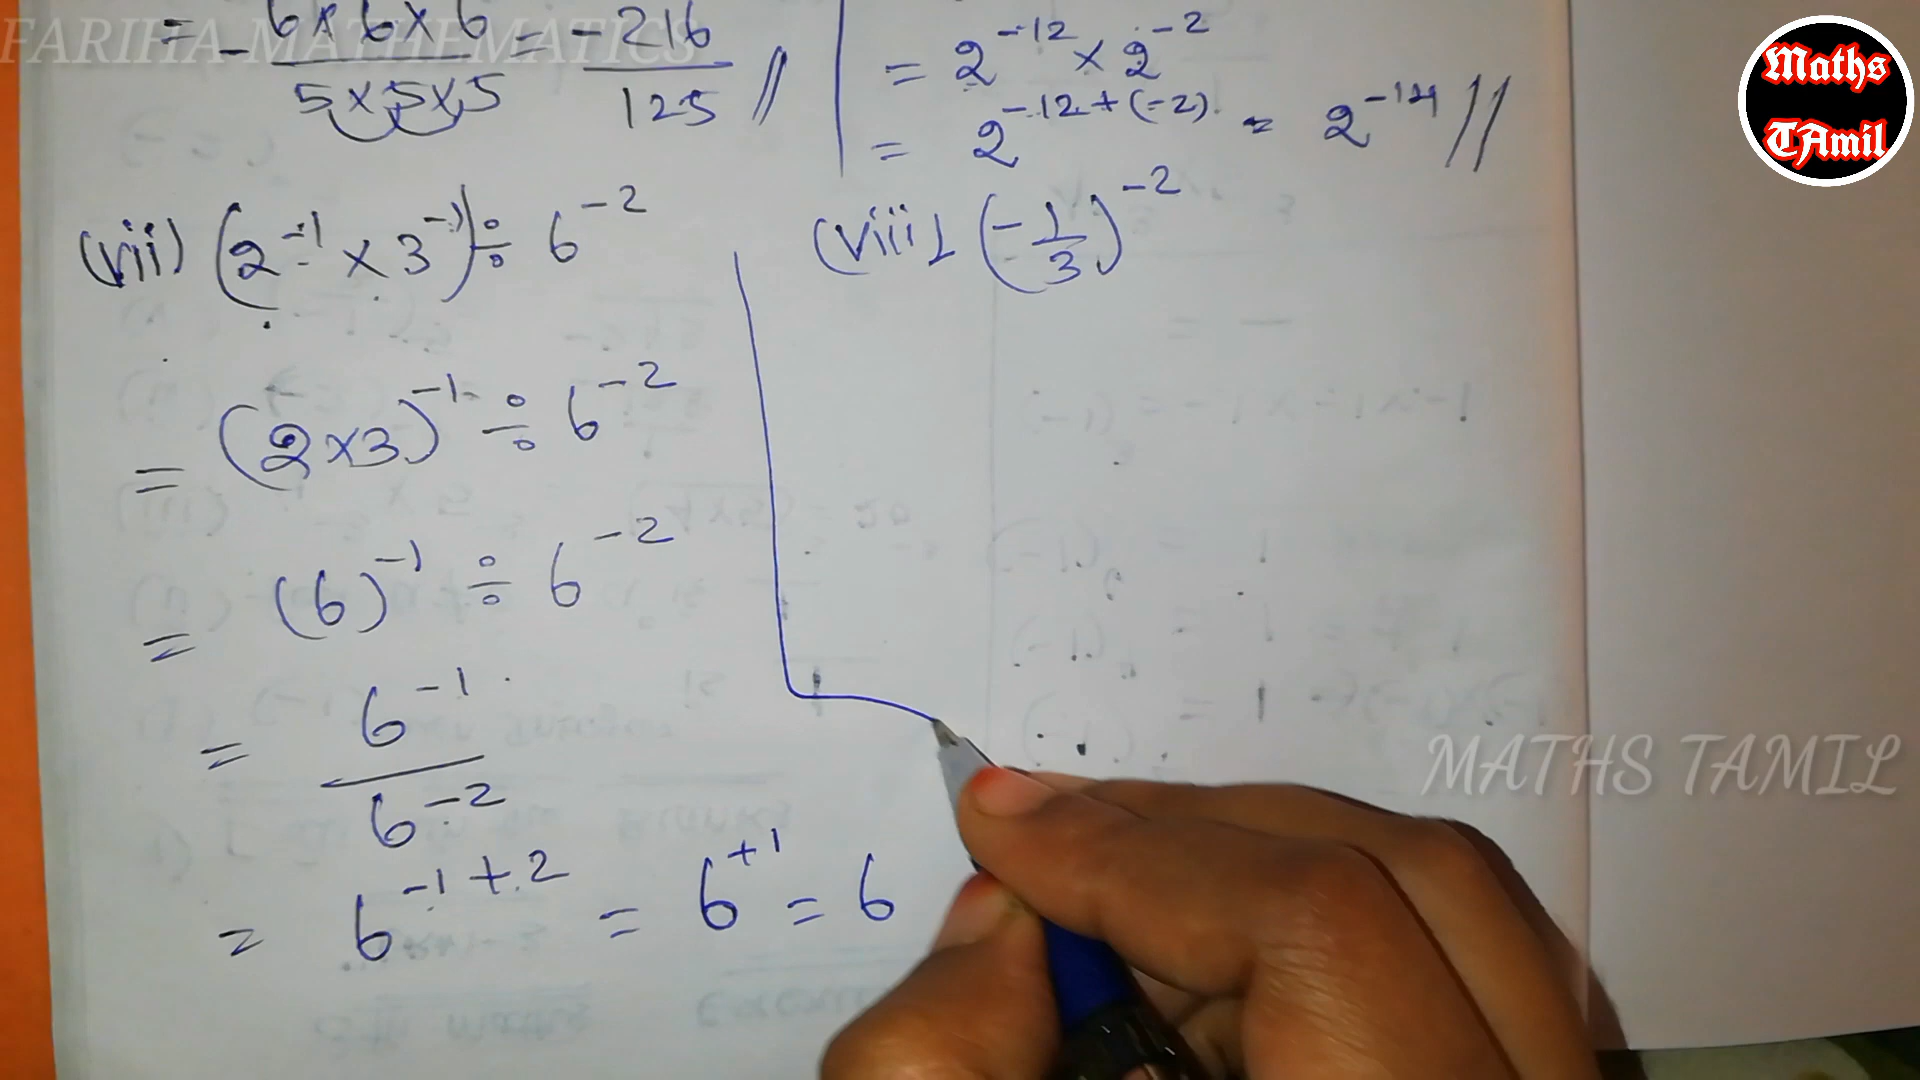 FARIHA MATHEMATICS
= - 6×6×6 / 5×5×5 = -216 / 125 //
= 2^-12 × 2^-2
= 2^-12+(-2) = 2^-14 //
Maths
TAmil
(vii) (2^-1 × 3^-1) ÷ 6^-2
= (2×3)^-1 ÷ 6^-2
= (6)^-1 ÷ 6^-2
= 6^-1 / 6^-2
= 6^-1+2 = 6^+1 = 6
(viii) (-1/3)^-2
MATHS TAMIL